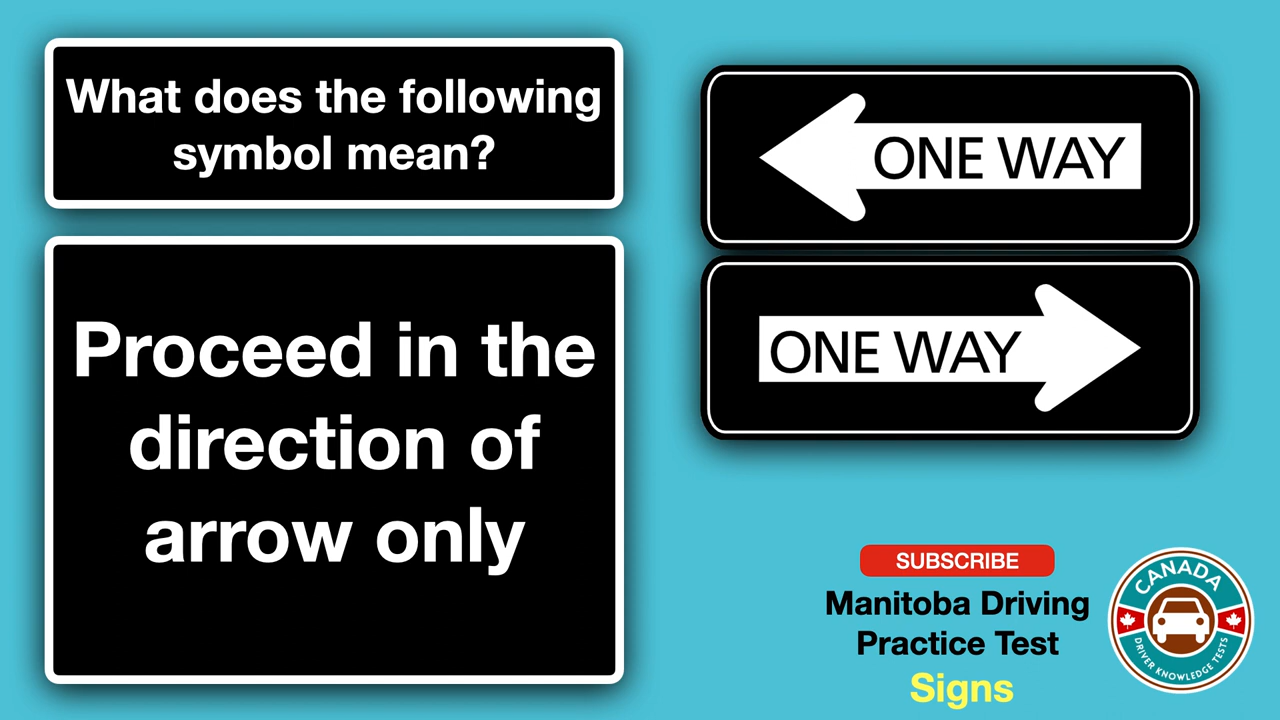 What does the following
symbol mean?
Proceed in the
direction of
arrow only
ONE WAY
ONE WAY
SUBSCRIBE
Manitoba Driving
Practice Test
Signs
CANADA
DRIVER KNOWLEDGE TESTS